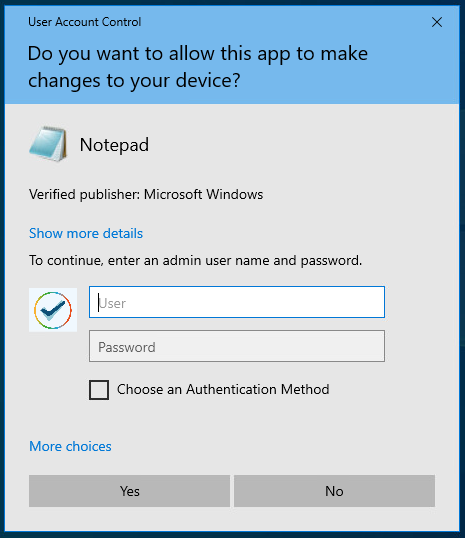 User Account Control
Do you want to allow this app to make
changes to your device?
Notepad
Verified publisher: Microsoft Windows
Show more details
To continue, enter an admin user name and password.
User
Password
Choose an Authentication Method
More choices
Yes
No